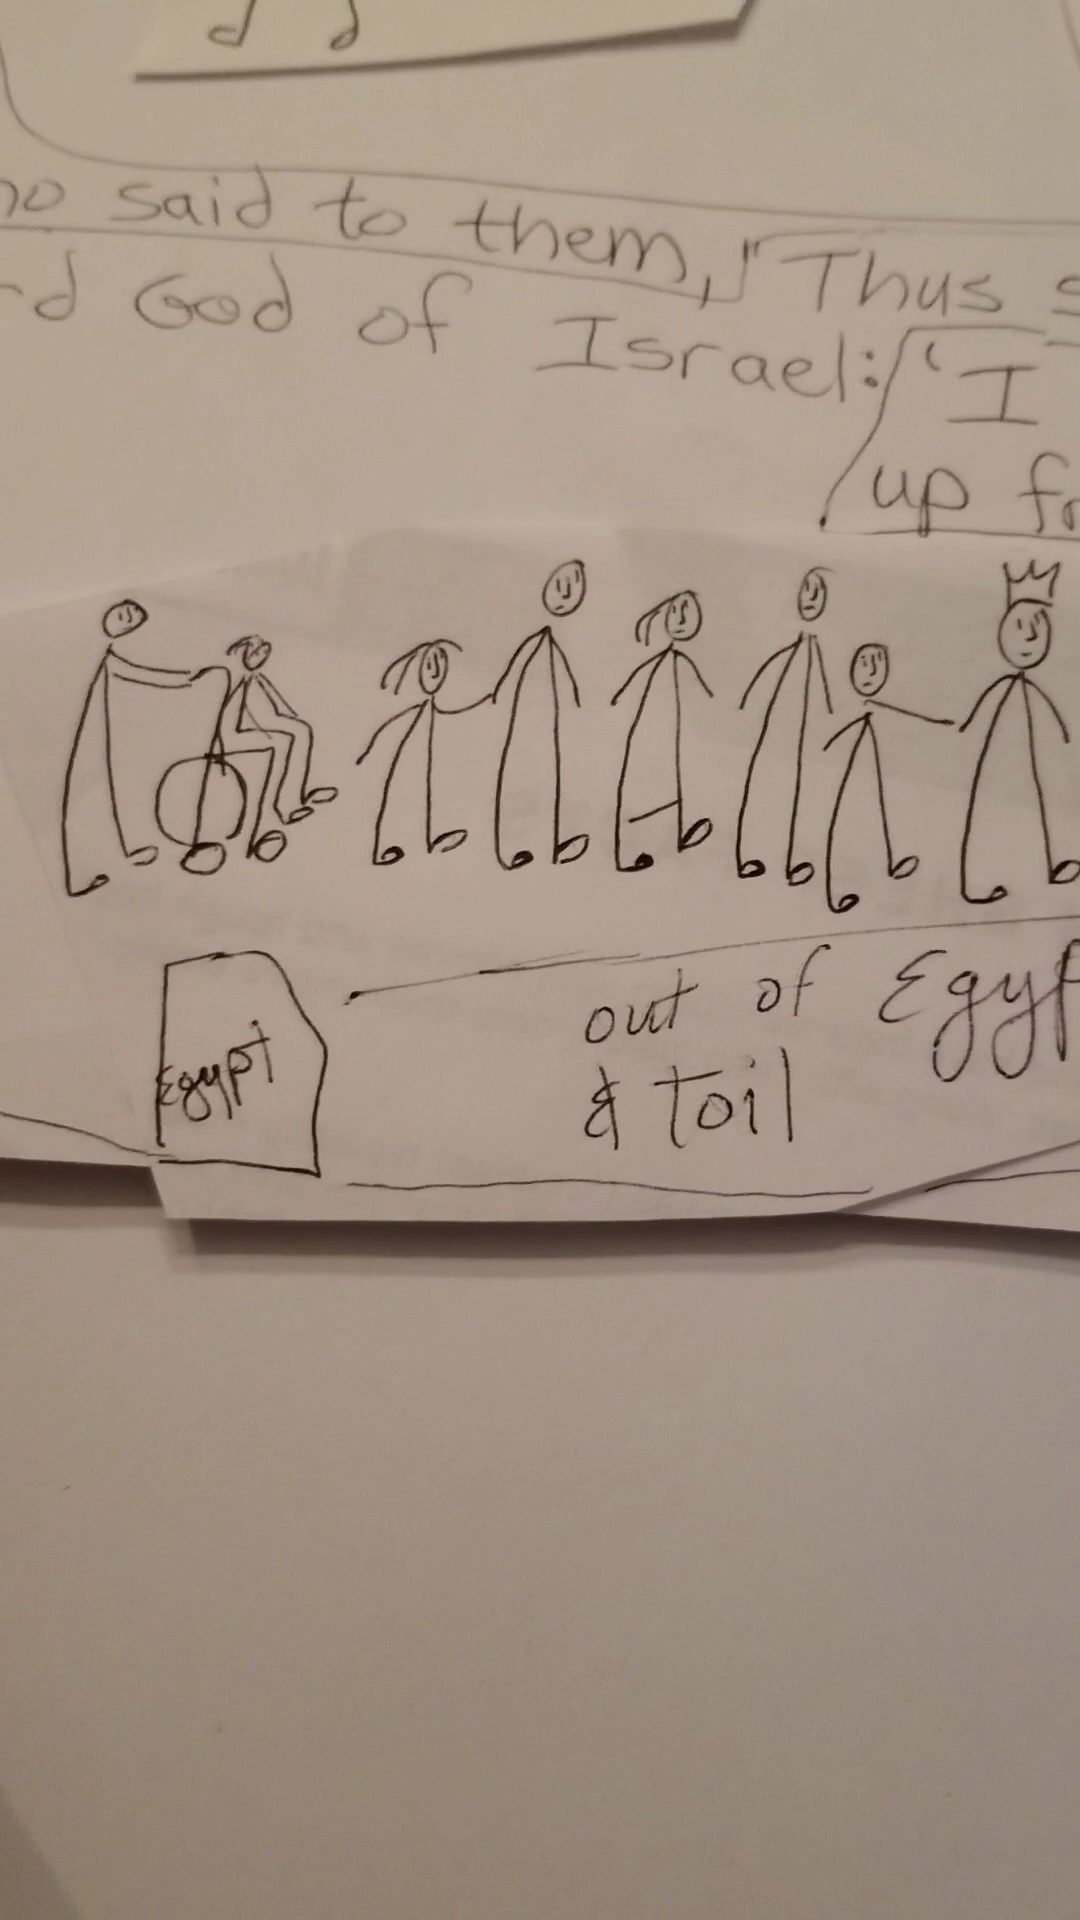 said to them, "Thus
God of Israel: 'I
up
Egypt
out of
& toil